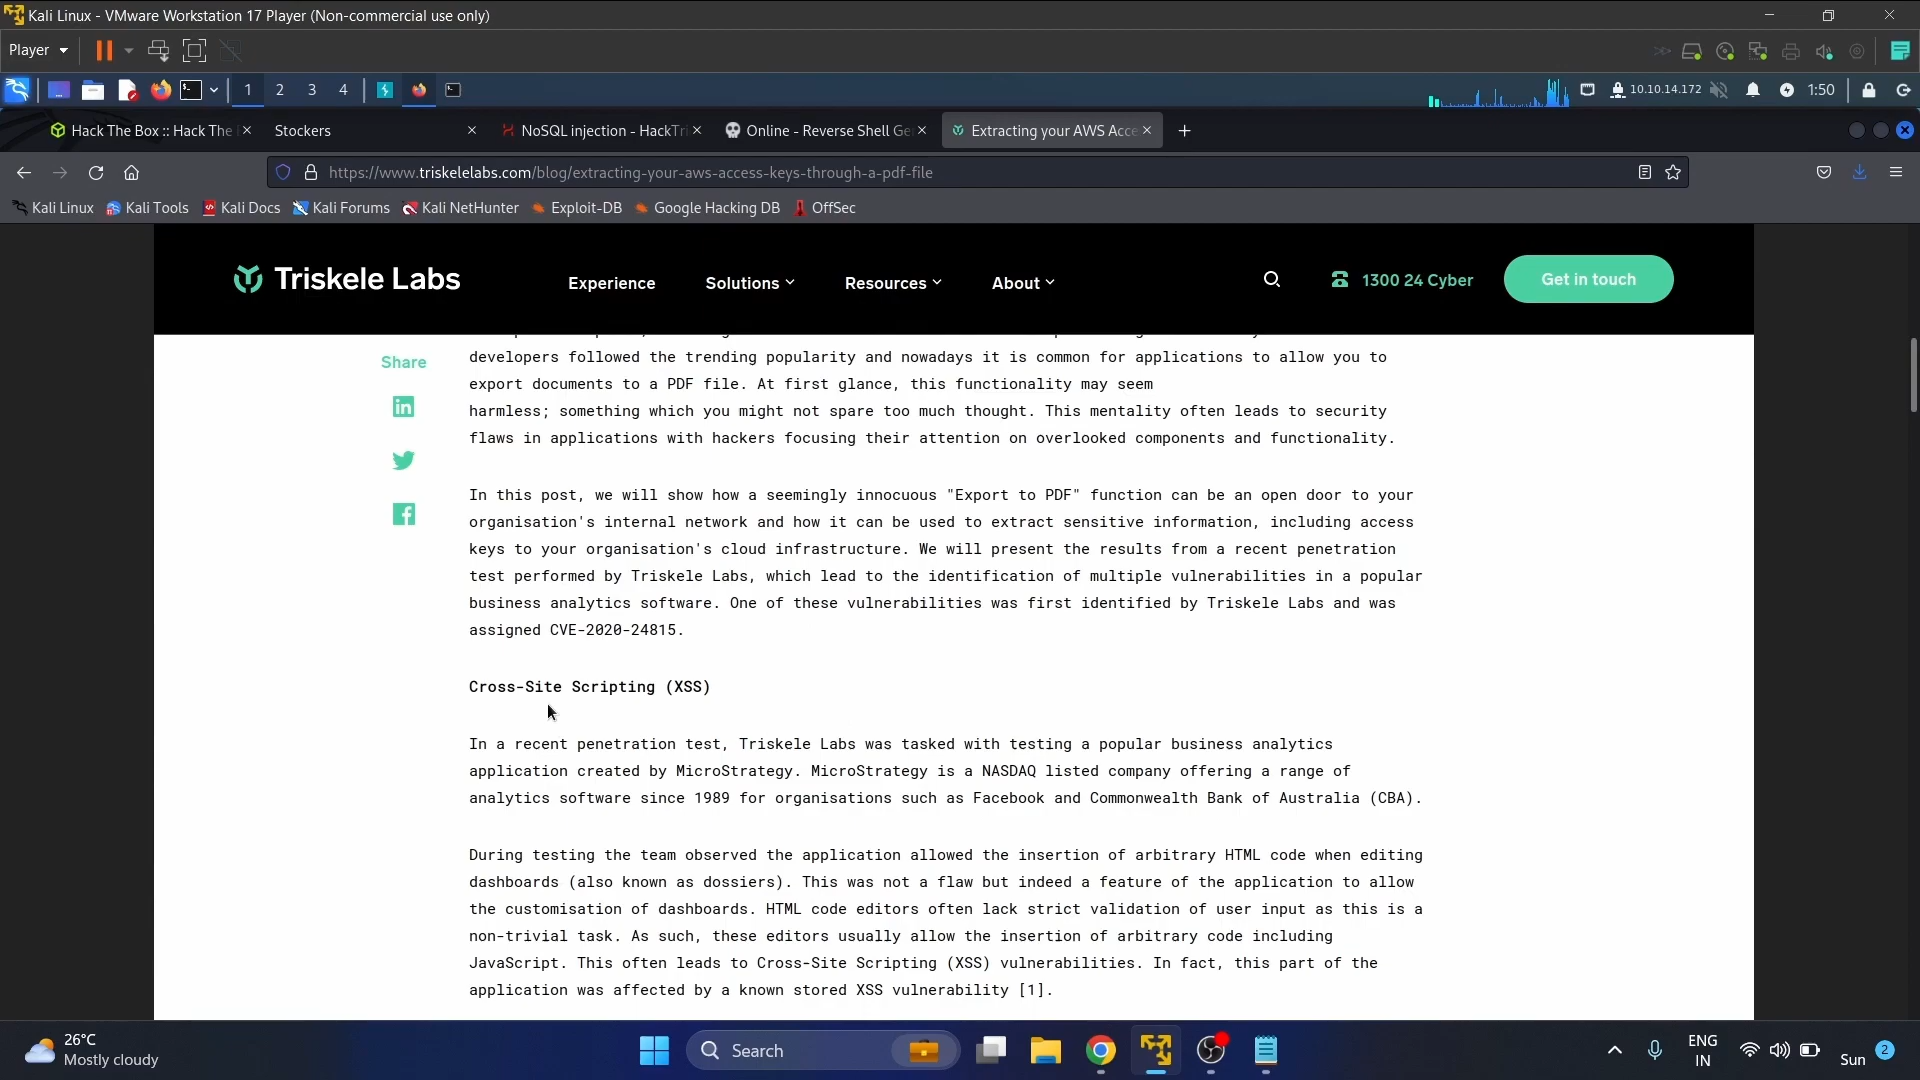 Kali Linux - VMware Workstation 17 Player (Non-commercial use only)
Player
1 2 3 4
10.10.14.172
1:50
Hack The Box :: Hack The
Stockers
NoSQL injection - HackTri
Online - Reverse Shell Ge
Extracting your AWS Acce
https://www.triskelelabs.com/blog/extracting-your-aws-access-keys-through-a-pdf-file
Kali Linux Kali Tools Kali Docs Kali Forums Kali NetHunter Exploit-DB Google Hacking DB OffSec
Triskele Labs
Experience Solutions Resources About
1300 24 Cyber
Get in touch
Share
developers followed the trending popularity and nowadays it is common for applications to allow you to
export documents to a PDF file. At first glance, this functionality may seem
harmless; something which you might not spare too much thought. This mentality often leads to security
flaws in applications with hackers focusing their attention on overlooked components and functionality.
In this post, we will show how a seemingly innocuous "Export to PDF" function can be an open door to your
organisation's internal network and how it can be used to extract sensitive information, including access
keys to your organisation's cloud infrastructure. We will present the results from a recent penetration
test performed by Triskele Labs, which lead to the identification of multiple vulnerabilities in a popular
business analytics software. One of these vulnerabilities was first identified by Triskele Labs and was
assigned CVE-2020-24815.
Cross-Site Scripting (XSS)
In a recent penetration test, Triskele Labs was tasked with testing a popular business analytics
application created by MicroStrategy. MicroStrategy is a NASDAQ listed company offering a range of
analytics software since 1989 for organisations such as Facebook and Commonwealth Bank of Australia (CBA).
During testing the team observed the application allowed the insertion of arbitrary HTML code when editing
dashboards (also known as dossiers). This was not a flaw but indeed a feature of the application to allow
the customisation of dashboards. HTML code editors often lack strict validation of user input as this is a
non-trivial task. As such, these editors usually allow the insertion of arbitrary code including
JavaScript. This often leads to Cross-Site Scripting (XSS) vulnerabilities. In fact, this part of the
application was affected by a known stored XSS vulnerability [1].
26°C
Mostly cloudy
Search
ENG
IN
Sun
2